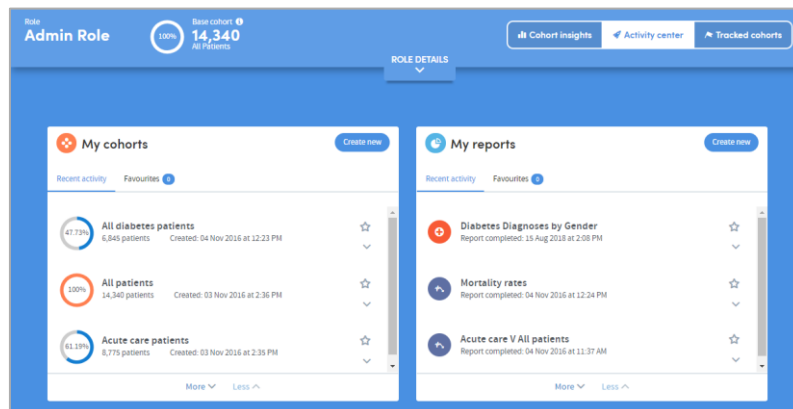 Role
Admin Role
100%
Base cohort
14,340
All Patients
Cohort insights
Activity center
Tracked cohorts
ROLE DETAILS
My cohorts
Create new
Recent activity
Favourites 0
47.73%
All diabetes patients
6,845 patients Created: 04 Nov 2016 at 12:23 PM
100%
All patients
14,340 patients Created: 03 Nov 2016 at 2:36 PM
61.19%
Acute care patients
8,775 patients Created: 03 Nov 2016 at 2:35 PM
More Less
My reports
Create new
Recent activity
Favourites 0
Diabetes Diagnoses by Gender
Report completed: 15 Aug 2018 at 2:08 PM
Mortality rates
Report completed: 04 Nov 2016 at 12:24 PM
Acute care V All patients
Report completed: 04 Nov 2016 at 11:37 AM
More Less